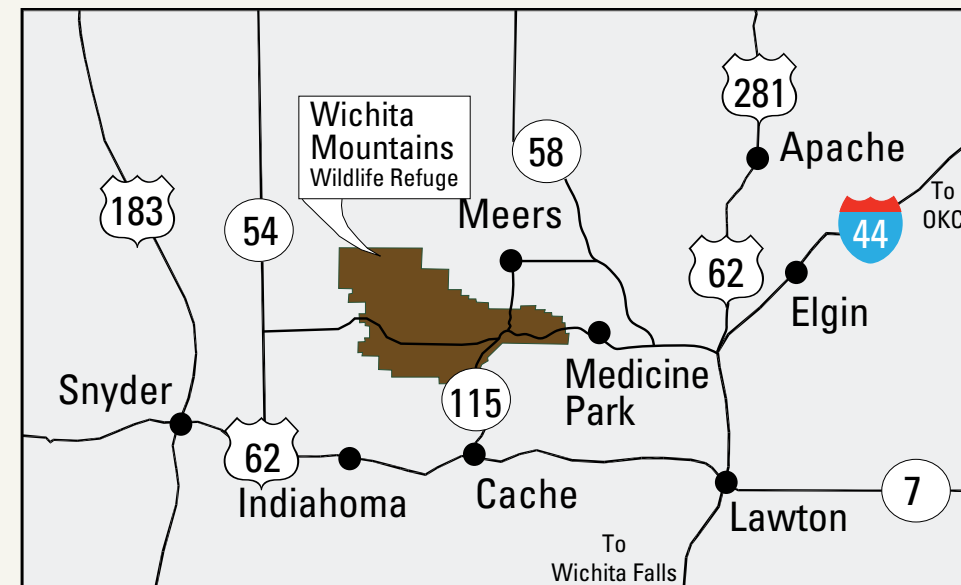 281
Wichita
Mountains
Wildlife Refuge
58
Apache
To
OKC
183
54
Meers
44
62
Elgin
Snyder
115
Medicine
Park
62
Indiahoma
Cache
7
Lawton
To
Wichita Falls